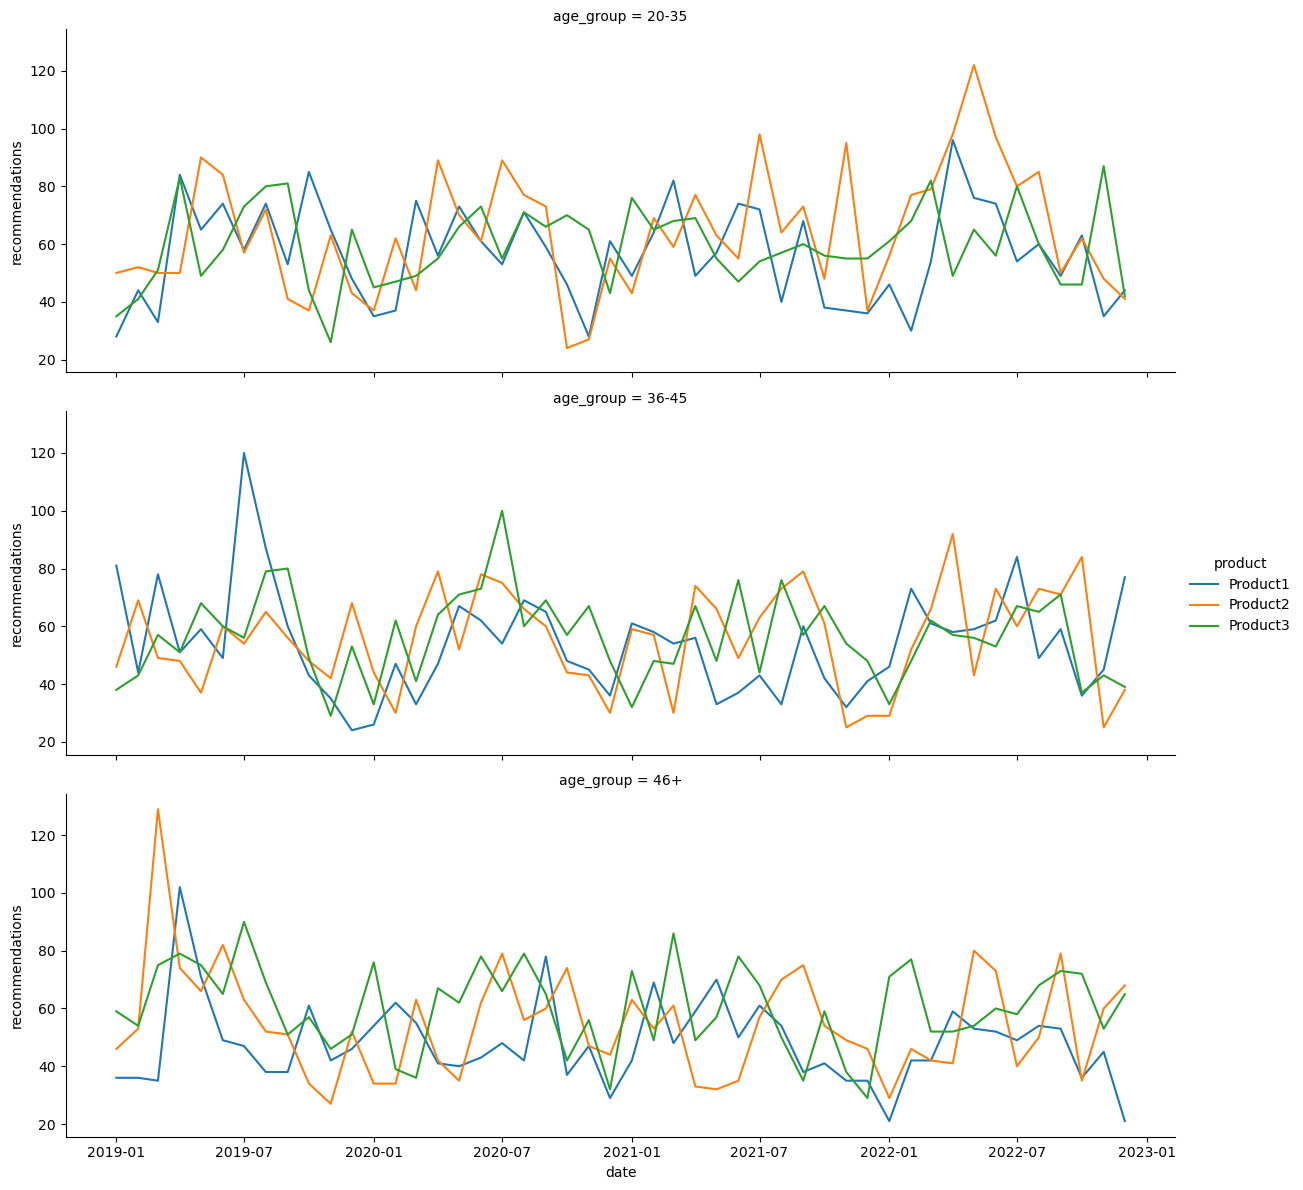 age_group = 20-35
120
100
80
60
40
20
recommendations
age_group = 36-45
120
100
80
60
40
20
recommendations
product
Product1
Product2
Product3
age_group = 46+
120
100
80
60
40
20
recommendations
2019-01 2019-07 2020-01 2020-07 2021-01 2021-07 2022-01 2022-07 2023-01
date